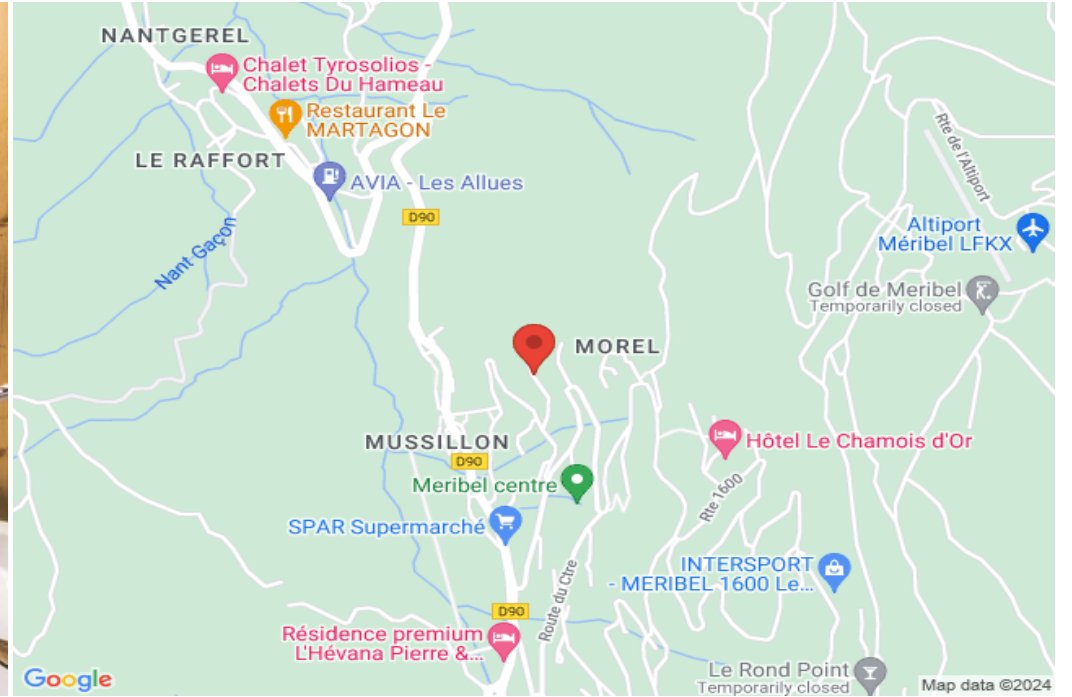 NANTGEREL
Chalet Tyrosolios -
Chalets Du Hameau
Restaurant Le
MARTAGON
LE RAFFORT
AVIA - Les Allues
D90
Nant Gaçon
Rte de l'Altiport
Altiport
Méribel LFKX
Golf de Meribel
Temporarily closed
MOREL
MUSSILLON
D90
Hôtel Le Chamois d'Or
Meribel centre
Rte 1600
SPAR Supermarché
INTERSPORT
- MERIBEL 1600 Le...
Route du Ctre
D90
Résidence premium
L'Hévana Pierre &...
Le Rond Point
Temporarily closed
Google
Map data ©2024